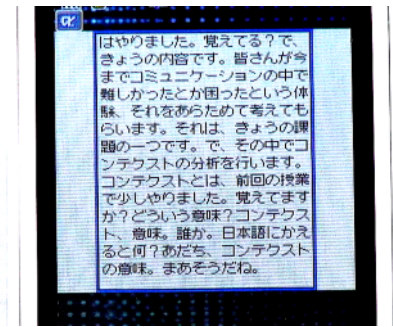 はやりました。覚えてる?で、
きょうの内容です。皆さんが今
までコミュニケーションの中で
難しかったとか困ったという体
験、それをあらためて考えても
らいます。それは、きょうの課
題の一つです。で、その中でコ
ンテクストの分析を行います。
コンテクストとは、前回の授業
で少しやりました。覚えてます
か?どういう意味?コンテクス
ト、意味。誰か。日本語にかえ
ると何?あだち、コンテクスト
の意味。まあそうだね。